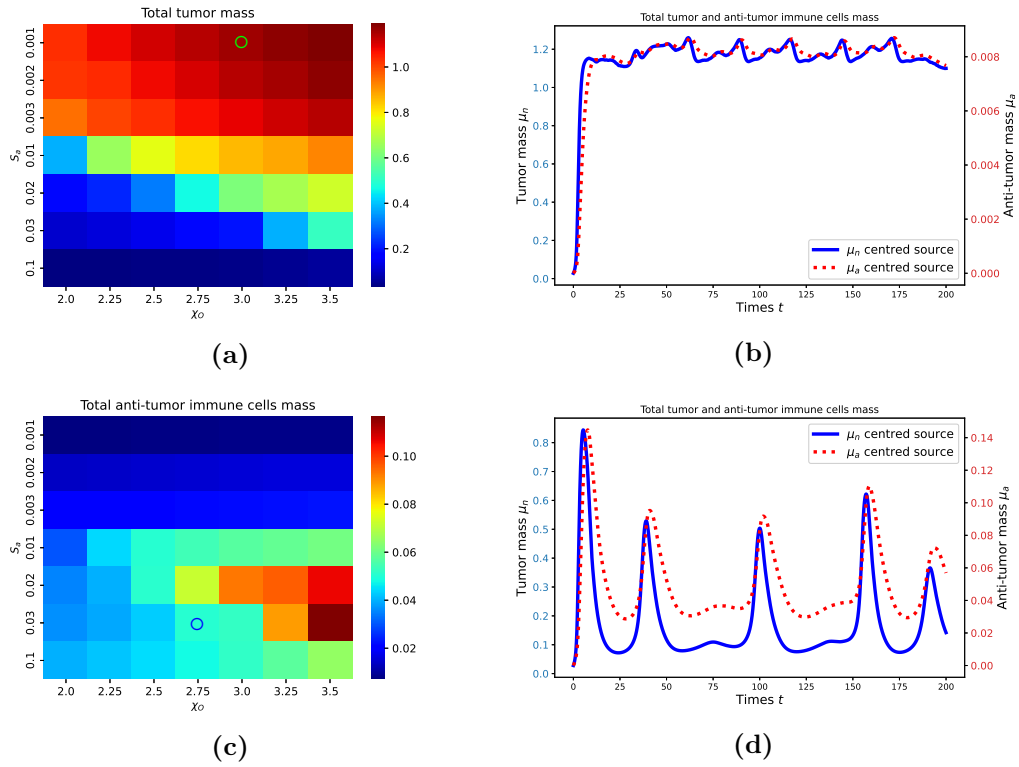 Total tumor mass
S_a
0.001
0.002
0.003
0.01
0.02
0.03
0.1
2.0 2.25 2.5 2.75 3.0 3.25 3.5
χ_O
1.0
0.8
0.6
0.4
0.2
(a)
Total tumor and anti-tumor immune cells mass
Tumor mass μ_n
1.2
1.0
0.8
0.6
0.4
0.2
0.0
0 25 50 75 100 125 150 175 200
Times t
Anti-tumor μ_a
0.008
0.006
0.004
0.002
0.000
μ_n centred source
μ_a centred source
(b)
Total anti-tumor immune cells mass
S_a
0.001
0.002
0.003
0.01
0.02
0.03
0.1
2.0 2.25 2.5 2.75 3.0 3.25 3.5
χ_O
0.10
0.08
0.06
0.04
0.02
(c)
Total tumor and anti-tumor immune cells mass
Tumor mass μ_n
0.8
0.7
0.6
0.5
0.4
0.3
0.2
0.1
0.0
0 25 50 75 100 125 150 175 200
Times t
Anti-tumor mass μ_a
0.14
0.12
0.10
0.08
0.06
0.04
0.02
0.00
μ_n centred source
μ_a centred source
(d)